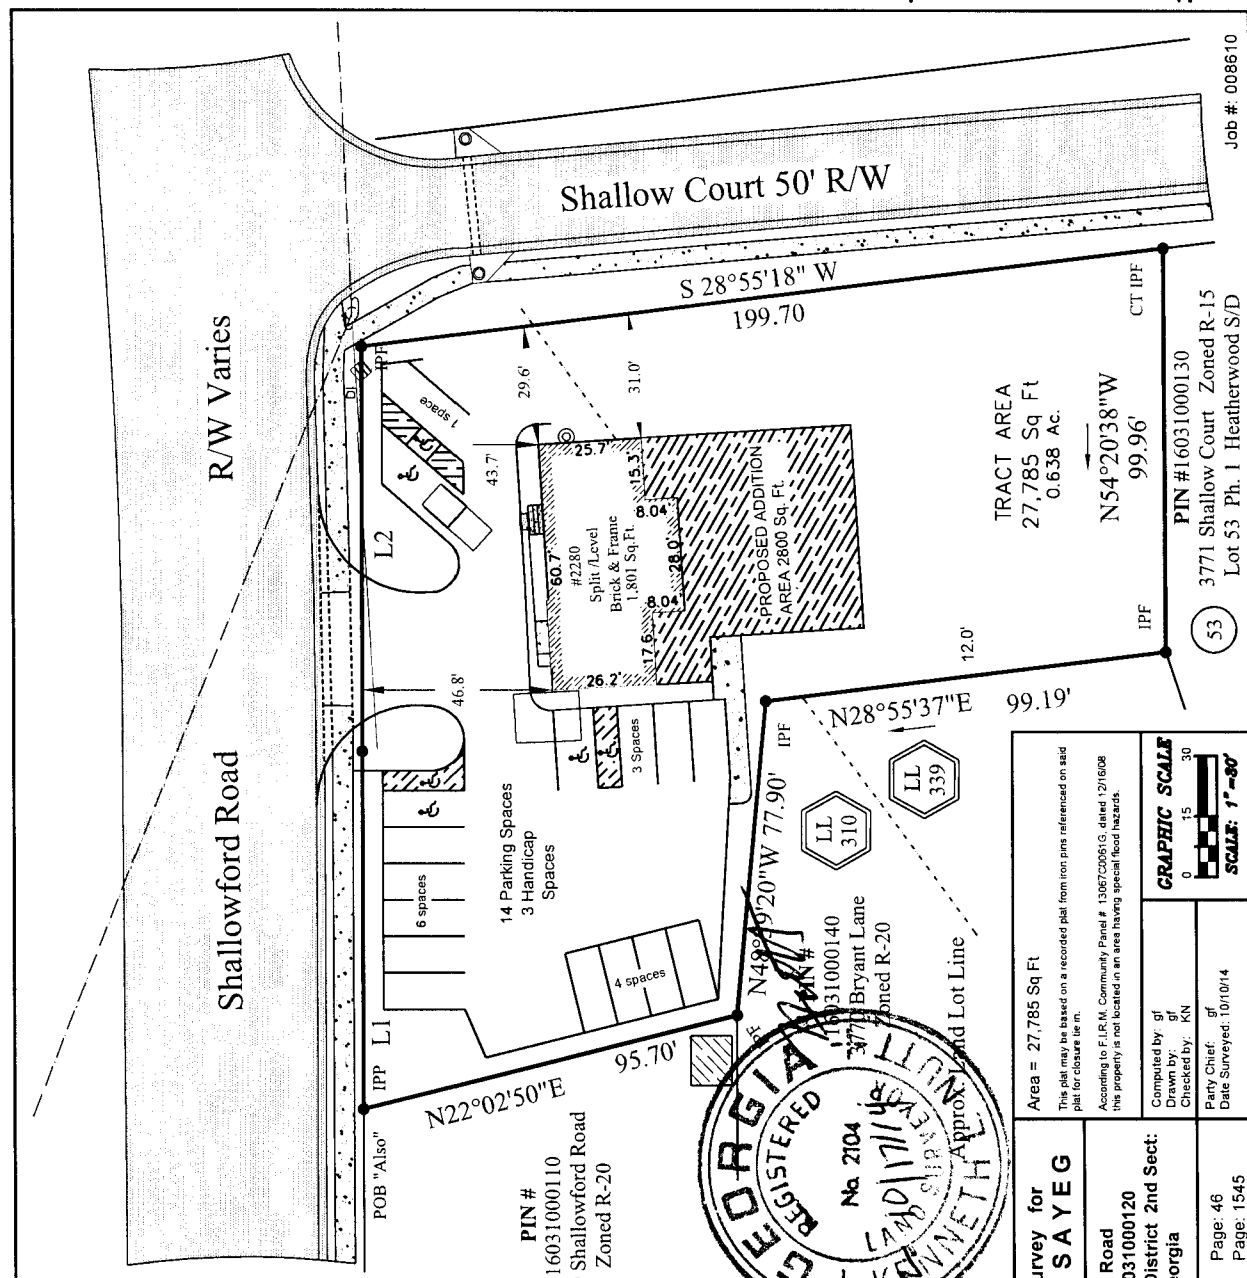 Job #: 008610
Shallow Court 50' R/W
R/W Varies
Shallowford Road
S 28°55'18" W
199.70
CT IPF
IPF
DI
1 space
29.6'
31.0'
43.7'
L2
25.7'
15.3'
8.04'
60.7'
#2280
Split /Level
Brick & Frame
1,801 Sq.Ft.
28.0'
8.04'
17.6'
26.2'
PROPOSED ADDITION
AREA 2800 Sq. Ft.
TRACT AREA
27,785 Sq Ft
0.638 Ac.
N54°20'38"W
99.96'
PIN #16031000130
3771 Shallow Court Zoned R-15
Lot 53 Ph. 1 Heatherwood S/D
53
IPF
12.0'
46.8'
N28°55'37"E
99.19'
IPF
3 Spaces
14 Parking Spaces
3 Handicap
Spaces
6 spaces
4 spaces
77.90'
LL
310
LL
339
L1
IPP
POB "Also"
N22°02'50"E
95.70'
PIN #
16031000110
Shallowford Road
Zoned R-20
PIN #
16031000140
Bryant Lane
Zoned R-20
Approx. Land Lot Line
GEORGIA
REGISTERED
No. 2104
LAND SURVEYOR
KENNETH L. NUTT
Area = 27,785 Sq Ft
This plat may be based on a recorded plat from iron pins referenced on said
plat for closure tie in.
According to F.I.R.M. Community Panel # 13067C0061G, dated 12/16/08
this property is not located in an area having special flood hazards.
Computed by: gf
Drawn by: gf
Checked by: KN
Party Chief: gf
Date Surveyed: 10/10/14
GRAPHIC SCALE
0 15 30
SCALE: 1"=30'
urvey for
SAYEG
Road
0310000120
District 2nd Sect:
orgia
Page: 46
Page: 1545